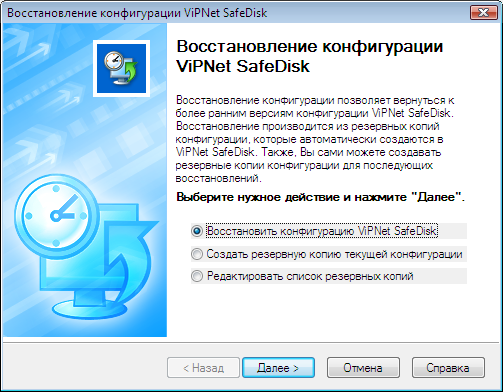 Восстановление конфигурации ViPNet SafeDisk
Восстановление конфигурации
ViPNet SafeDisk
Восстановление конфигурации позволяет вернуться к
более ранним версиям конфигурации ViPNet SafeDisk.
Восстановление производится из резервных копий
конфигурации, которые автоматически создаются в
ViPNet SafeDisk. Также, Вы сами можете создавать
резервные копии конфигурации для последующих
восстановлений.
Выберите нужное действие и нажмите "Далее".
Восстановить конфигурацию ViPNet SafeDisk
Создать резервную копию текущей конфигурации
Редактировать список резервных копий
< Назад
Далее >
Отмена
Справка